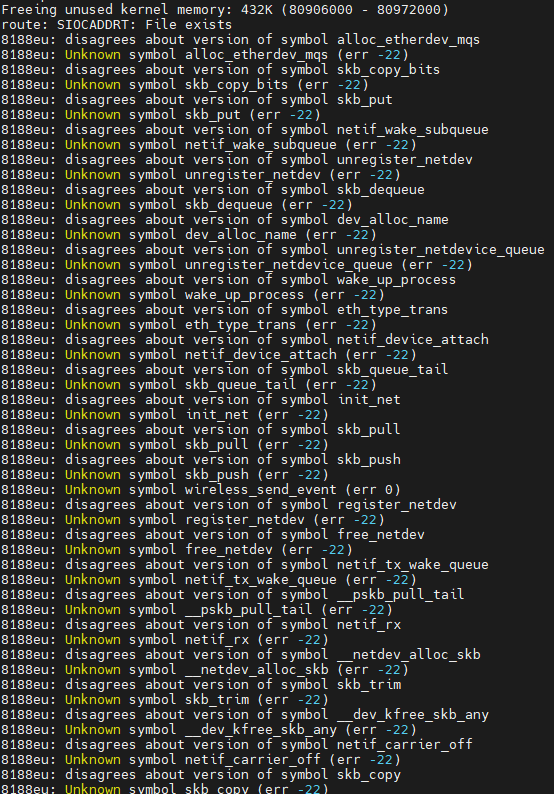 Freeing unused kernel memory: 432K (80906000 - 80972000)
route: SIOCADDRT: File exists
8188eu: disagrees about version of symbol alloc_etherdev_mqs
8188eu: Unknown symbol alloc_etherdev_mqs (err -22)
8188eu: disagrees about version of symbol skb_copy_bits
8188eu: Unknown symbol skb_copy_bits (err -22)
8188eu: disagrees about version of symbol skb_put
8188eu: Unknown symbol skb_put (err -22)
8188eu: disagrees about version of symbol netif_wake_subqueue
8188eu: Unknown symbol netif_wake_subqueue (err -22)
8188eu: disagrees about version of symbol unregister_netdev
8188eu: Unknown symbol unregister_netdev (err -22)
8188eu: disagrees about version of symbol skb_dequeue
8188eu: Unknown symbol skb_dequeue (err -22)
8188eu: disagrees about version of symbol dev_alloc_name
8188eu: Unknown symbol dev_alloc_name (err -22)
8188eu: disagrees about version of symbol unregister_netdevice_queue
8188eu: Unknown symbol unregister_netdevice_queue (err -22)
8188eu: disagrees about version of symbol wake_up_process
8188eu: Unknown symbol wake_up_process (err -22)
8188eu: disagrees about version of symbol eth_type_trans
8188eu: Unknown symbol eth_type_trans (err -22)
8188eu: disagrees about version of symbol netif_device_attach
8188eu: Unknown symbol netif_device_attach (err -22)
8188eu: disagrees about version of symbol skb_queue_tail
8188eu: Unknown symbol skb_queue_tail (err -22)
8188eu: disagrees about version of symbol init_net
8188eu: Unknown symbol init_net (err -22)
8188eu: disagrees about version of symbol skb_pull
8188eu: Unknown symbol skb_pull (err -22)
8188eu: disagrees about version of symbol skb_push
8188eu: Unknown symbol skb_push (err -22)
8188eu: Unknown symbol wireless_send_event (err 0)
8188eu: disagrees about version of symbol register_netdev
8188eu: Unknown symbol register_netdev (err -22)
8188eu: disagrees about version of symbol free_netdev
8188eu: Unknown symbol free_netdev (err -22)
8188eu: disagrees about version of symbol netif_tx_wake_queue
8188eu: Unknown symbol netif_tx_wake_queue (err -22)
8188eu: disagrees about version of symbol __pskb_pull_tail
8188eu: Unknown symbol __pskb_pull_tail (err -22)
8188eu: disagrees about version of symbol netif_rx
8188eu: Unknown symbol netif_rx (err -22)
8188eu: disagrees about version of symbol __netdev_alloc_skb
8188eu: Unknown symbol __netdev_alloc_skb (err -22)
8188eu: disagrees about version of symbol skb_trim
8188eu: Unknown symbol skb_trim (err -22)
8188eu: disagrees about version of symbol __dev_kfree_skb_any
8188eu: Unknown symbol __dev_kfree_skb_any (err -22)
8188eu: disagrees about version of symbol netif_carrier_off
8188eu: Unknown symbol netif_carrier_off (err -22)
8188eu: disagrees about version of symbol skb_copy
8188eu: Unknown symbol skb_copy (err -22)